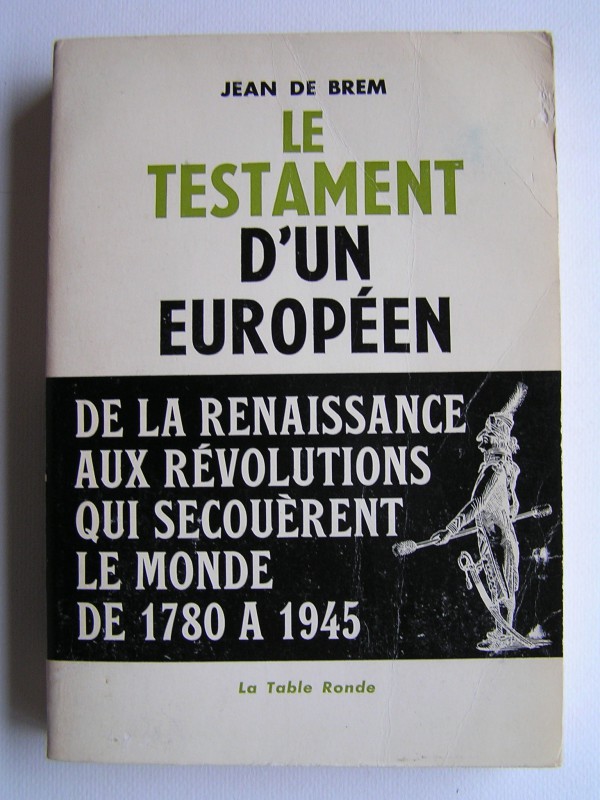 JEAN DE BREM
LE
TESTAMENT
D'UN
EUROPÉEN
DE LA RENAISSANCE
AUX RÉVOLUTIONS
QUI SECOUÈRENT
LE MONDE
DE 1780 A 1945
La Table Ronde